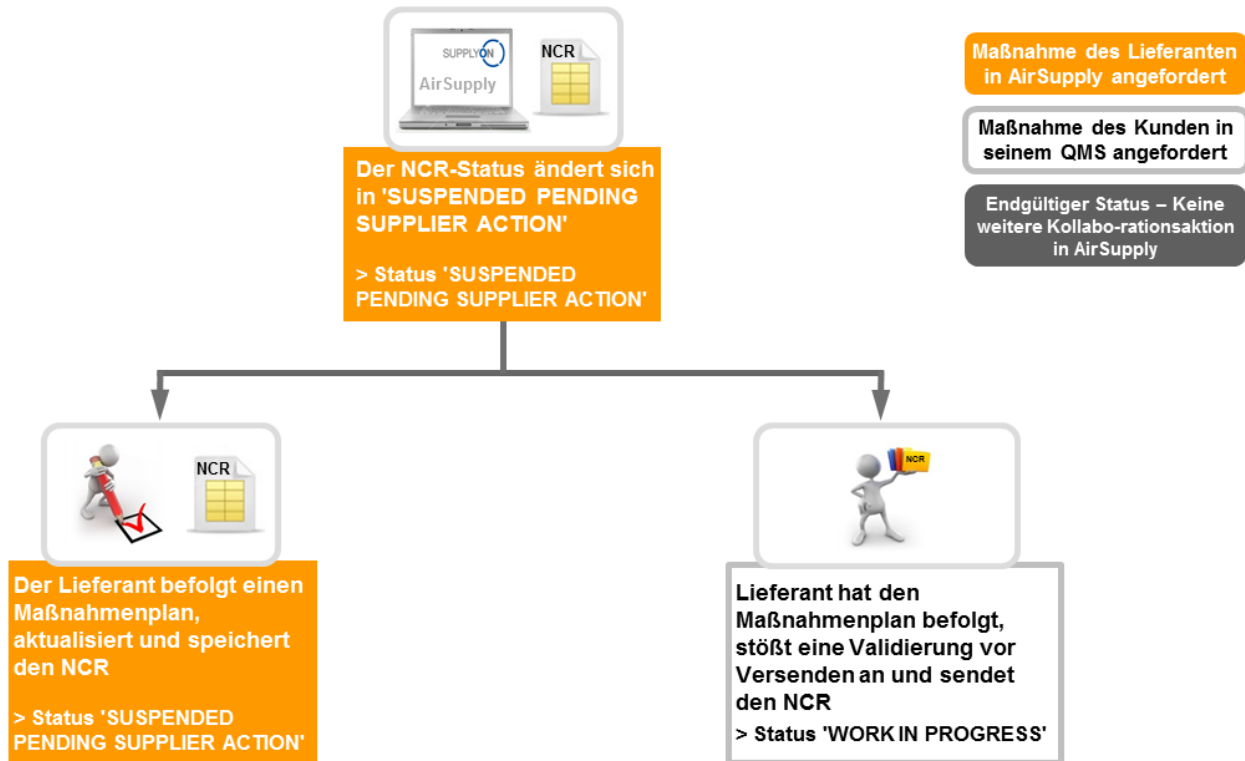 SUPPLYON
AirSupply
NCR
Der NCR-Status ändert sich
in 'SUSPENDED PENDING
SUPPLIER ACTION'
> Status 'SUSPENDED
PENDING SUPPLIER ACTION'
Maßnahme des Lieferanten
in AirSupply angefordert
Maßnahme des Kunden in
seinem QMS angefordert
Endgültiger Status – Keine
weitere Kollabo-rationsaktion
in AirSupply
NCR
Der Lieferant befolgt einen
Maßnahmenplan,
aktualisiert und speichert
den NCR
> Status 'SUSPENDED
PENDING SUPPLIER ACTION'
NCR
Lieferant hat den
Maßnahmenplan befolgt,
stößt eine Validierung vor
Versenden an und sendet
den NCR
> Status 'WORK IN PROGRESS'